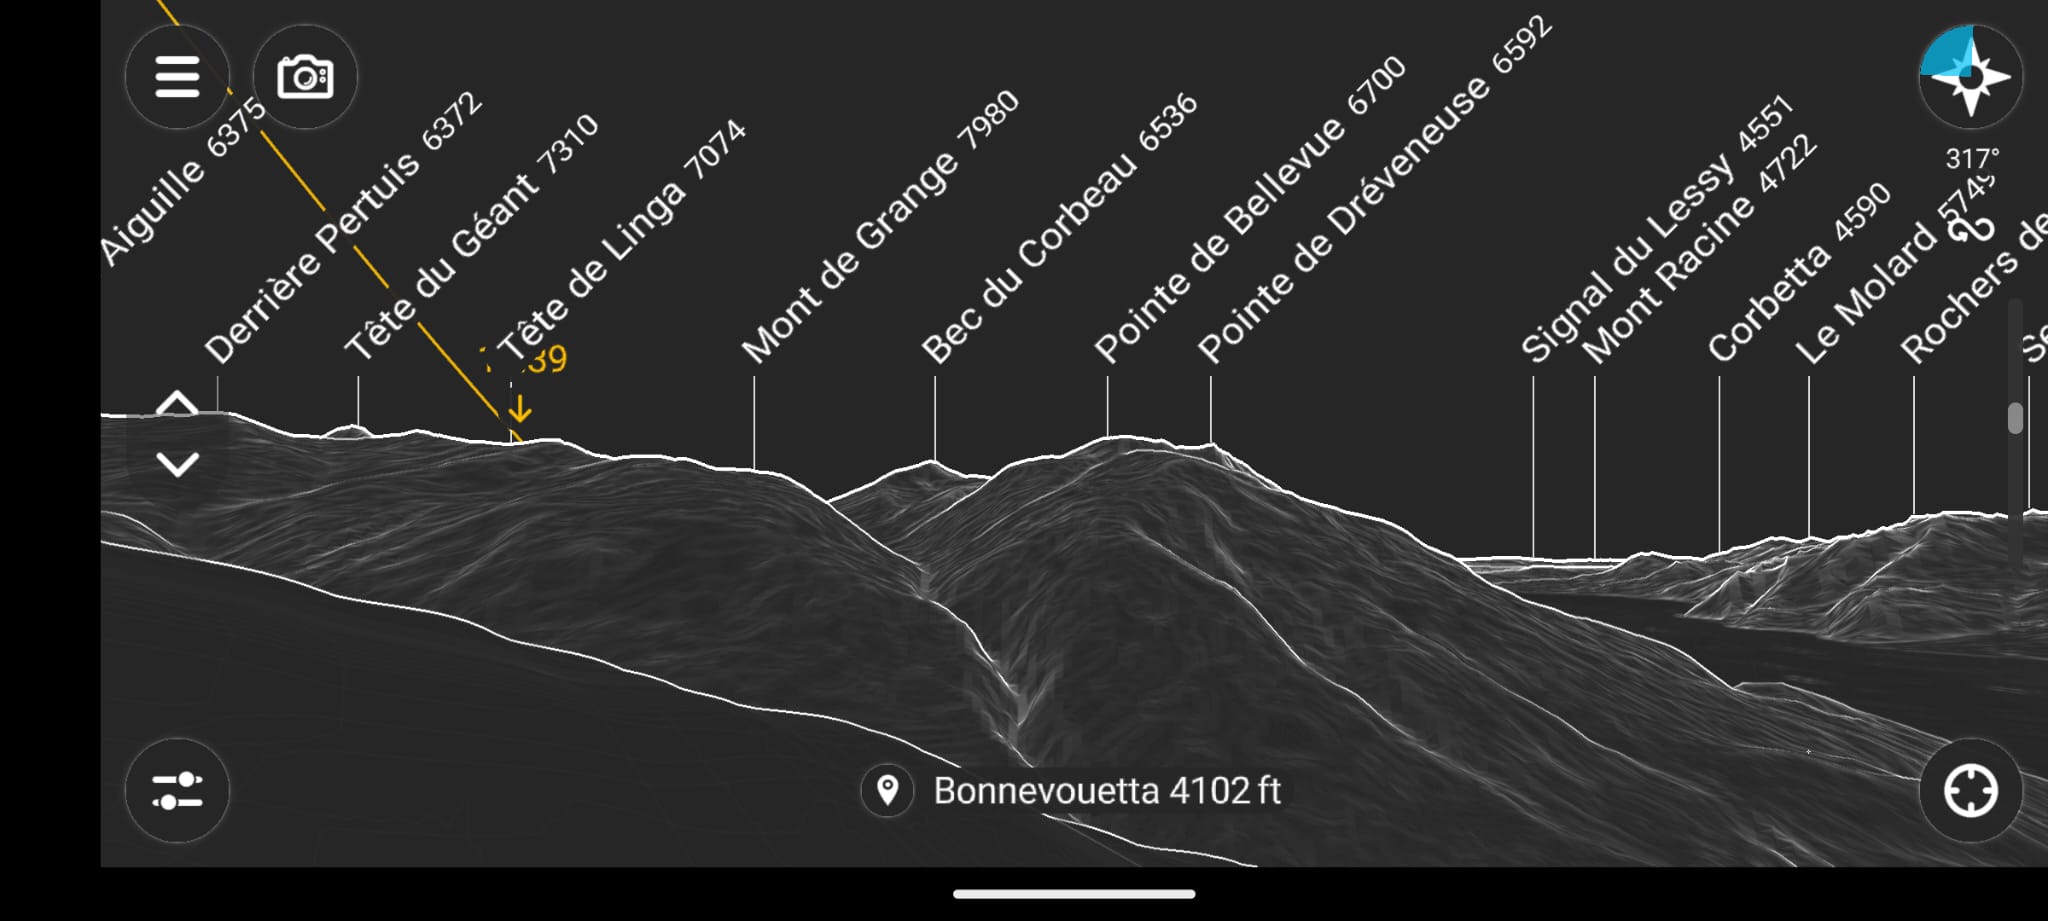 Aiguille 6375
Derrière Pertuis 6372
Tête du Géant 7310
Tête de Linga 7074
Mont de Grange 7980
Bec du Corbeau 6536
Pointe de Bellevue 6700
Pointe de Dréveneuse 6592
Signal du Lessy 4551
Mont Racine 4722
Corbetta 4590
Le Molard 5749
Rochers de
317°
Bonnevouetta 4102 ft